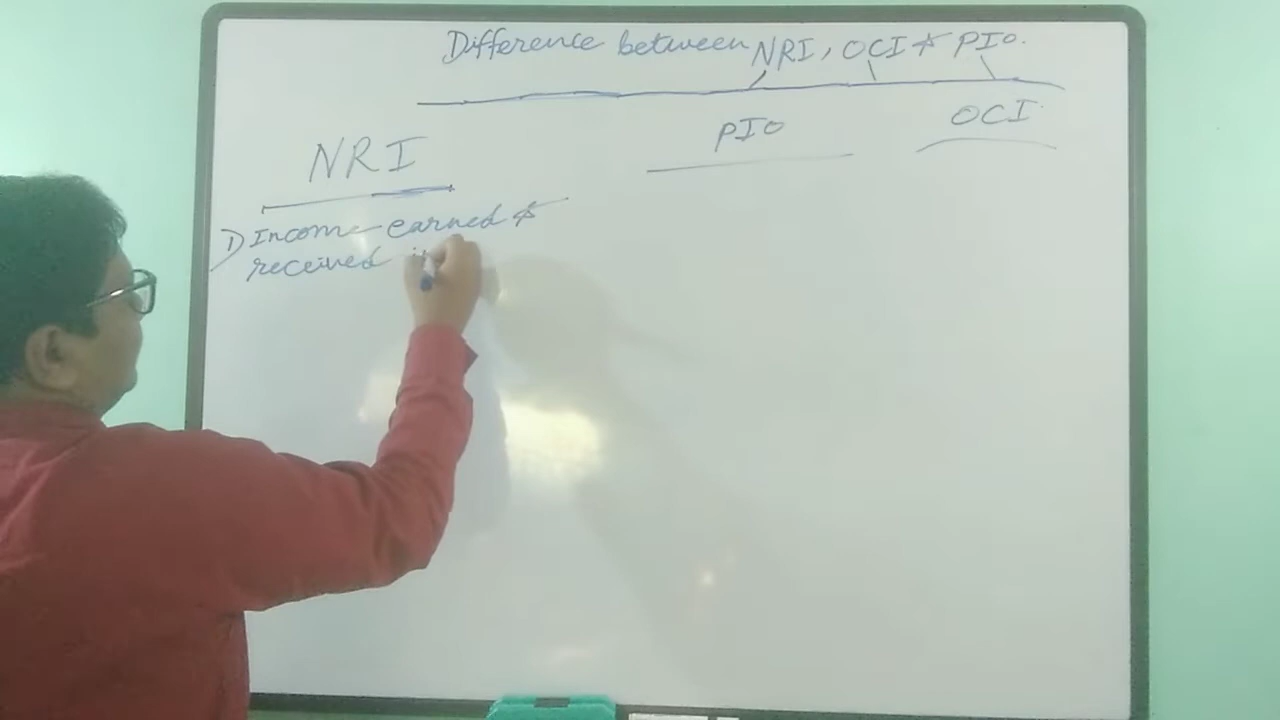 Difference between NRI, OCI & PIO.
NRI
PIO
OCI
1) Income earned &
received